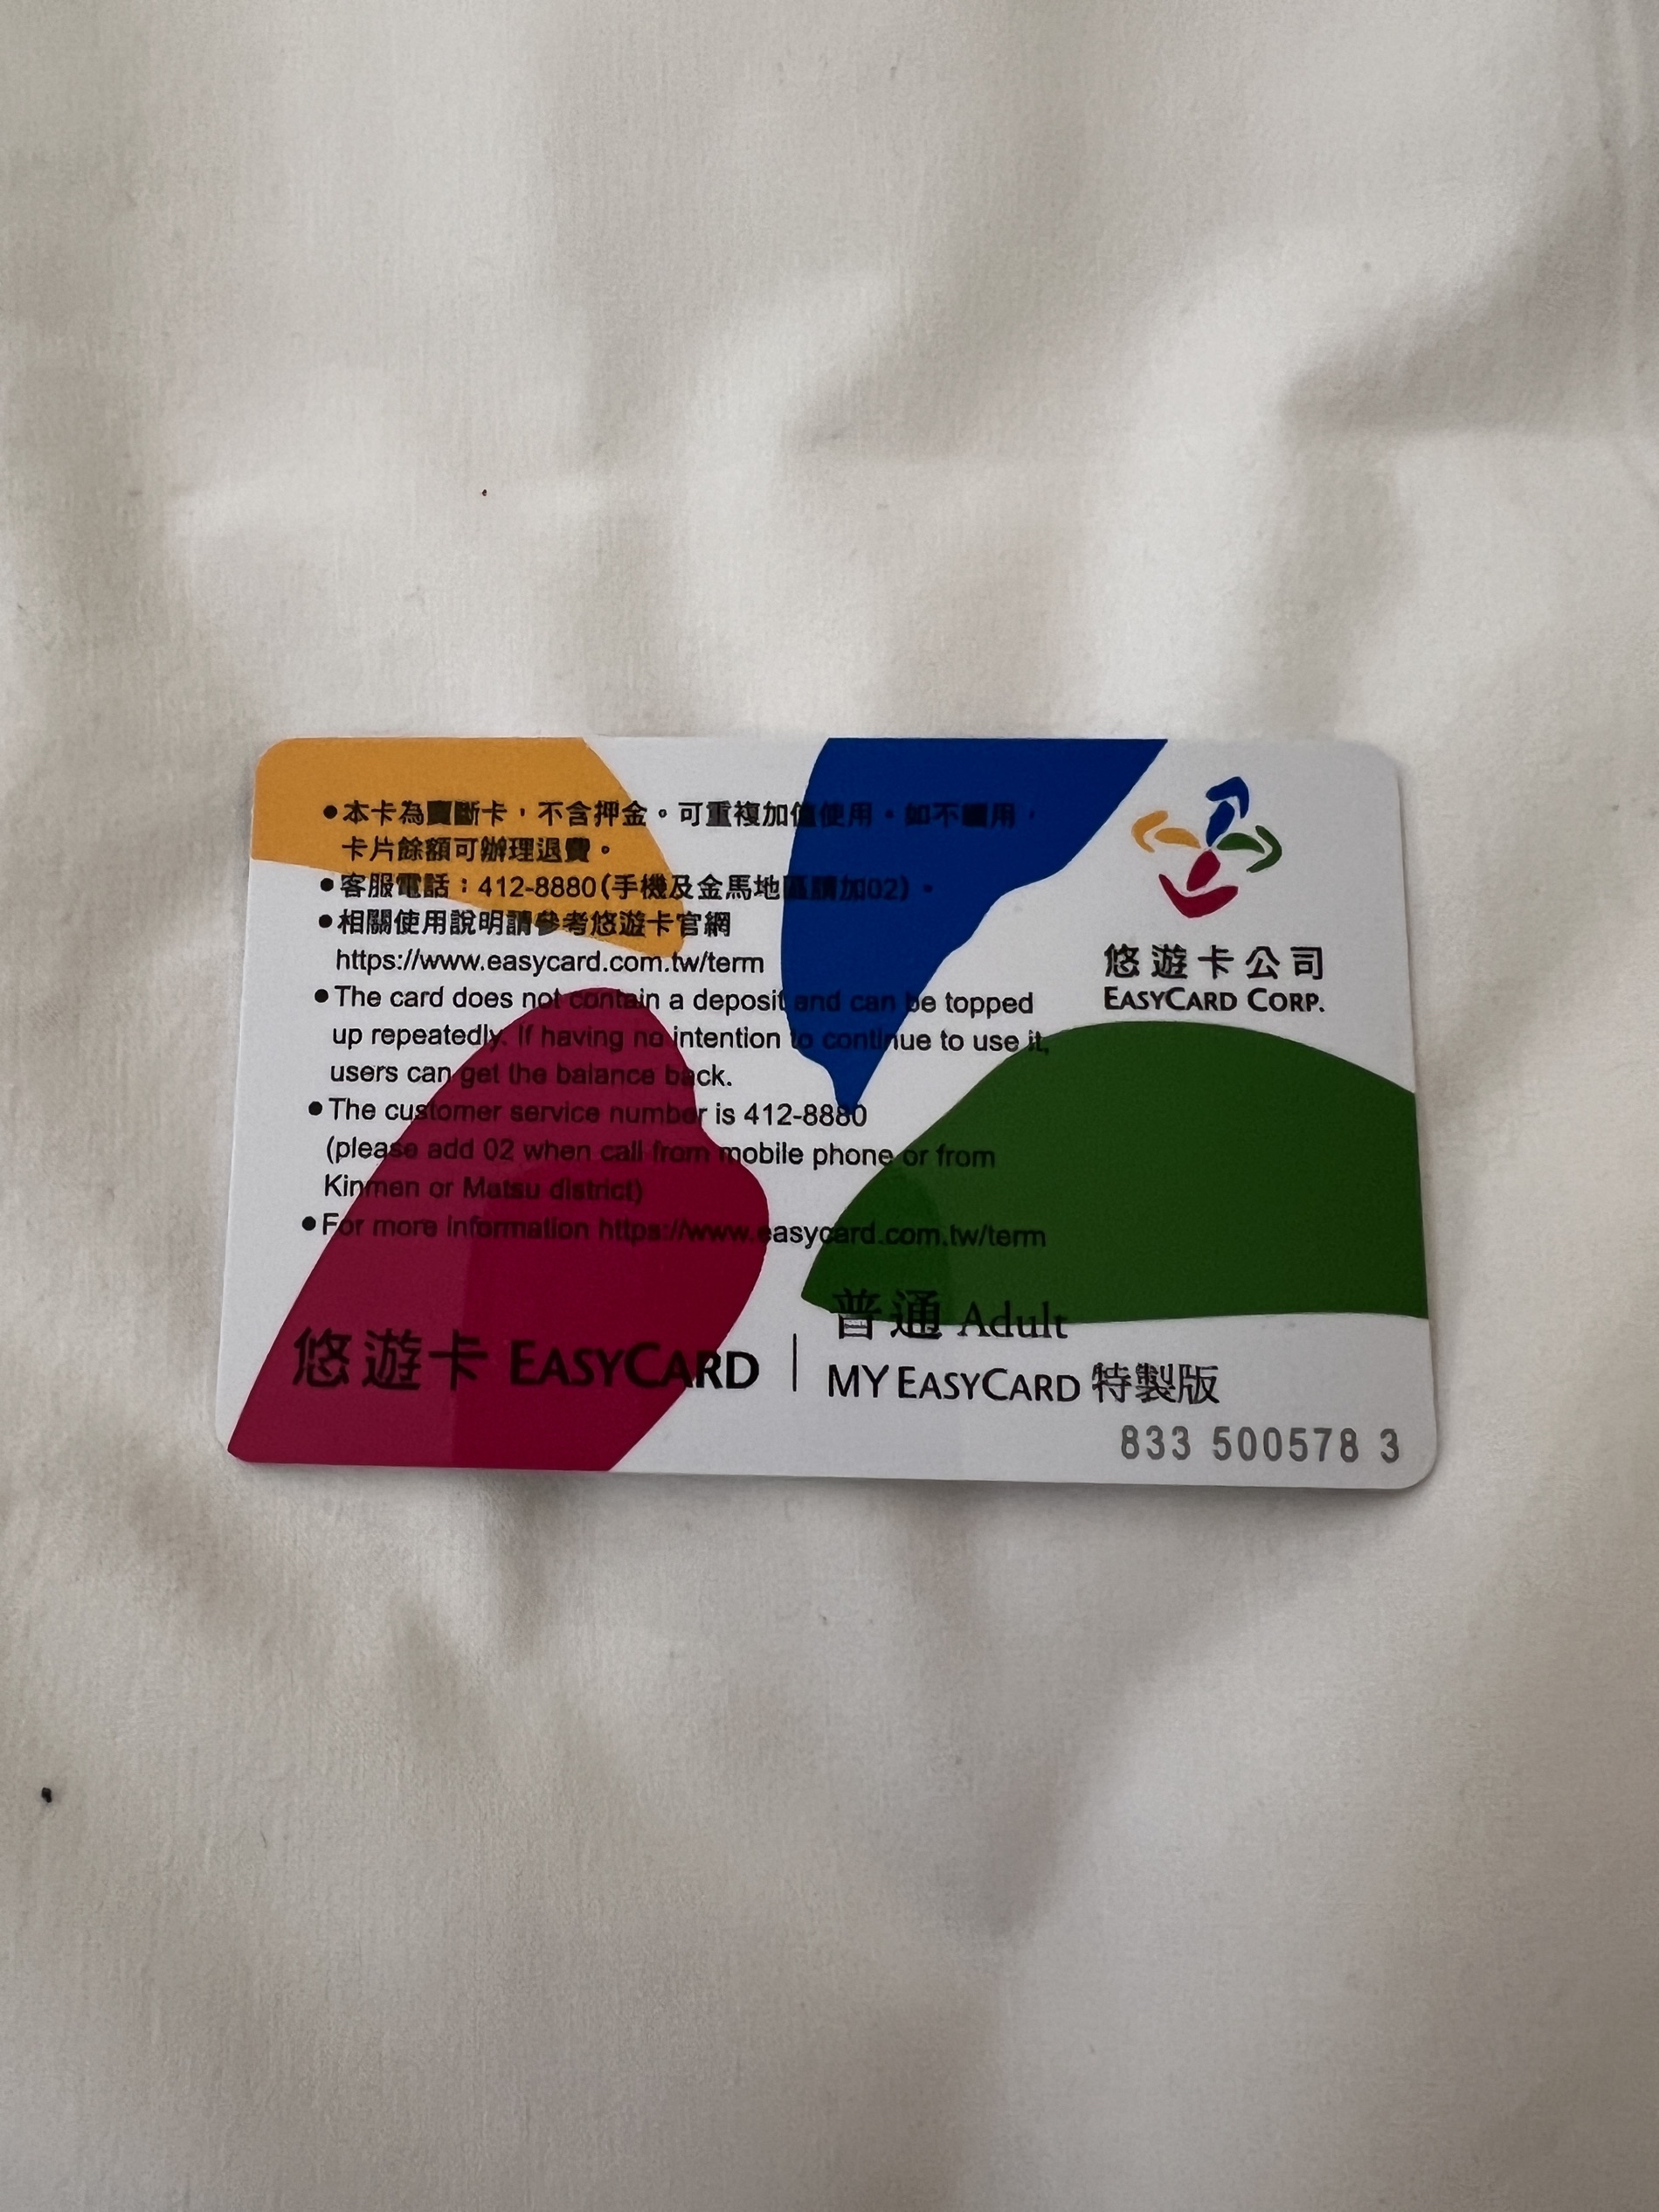 ●本卡為賣斷卡，不含押金。可重複加值使用。如不續用，
卡片餘額可辦理退費。
●客服電話：412-8880(手機及金馬地區請加02)。
●相關使用說明請參考悠遊卡官網
https://www.easycard.com.tw/term
●The card does not contain a deposit and can be topped
up repeatedly. If having no intention to continue to use it,
users can get the balance back.
●The customer service number is 412-8880
(please add 02 when call from mobile phone or from
Kinmen or Matsu district)
●For more information https://www.easycard.com.tw/term
悠遊卡公司
EASYCARD CORP.
悠遊卡 EASYCARD
普通 Adult
MY EASYCARD 特製版
833 500578 3